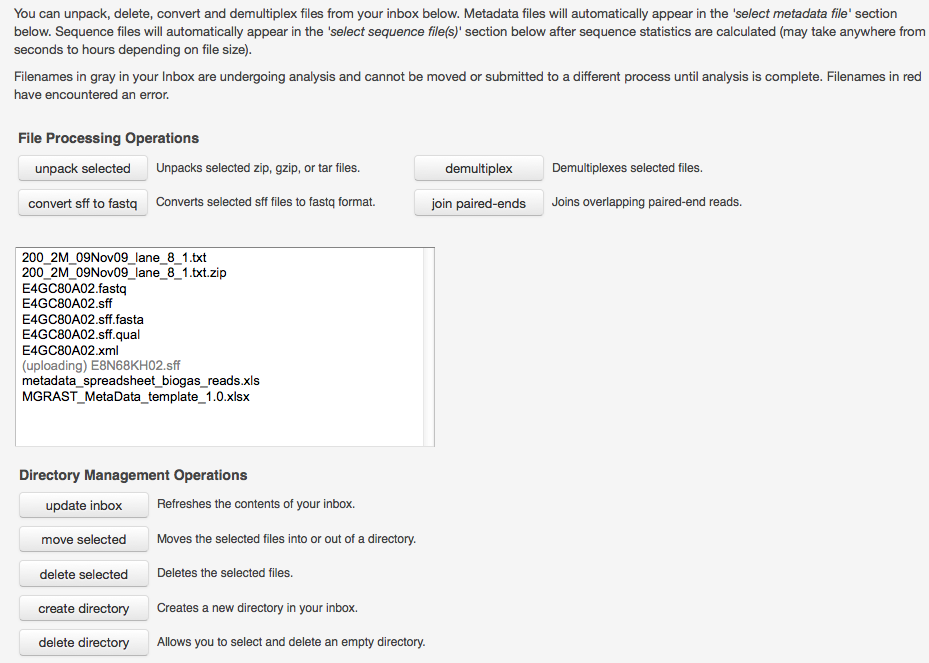 You can unpack, delete, convert and demultiplex files from your inbox below. Metadata files will automatically appear in the 'select metadata file' section
below. Sequence files will automatically appear in the 'select sequence file(s)' section below after sequence statistics are calculated (may take anywhere from
seconds to hours depending on file size).
Filenames in gray in your Inbox are undergoing analysis and cannot be moved or submitted to a different process until analysis is complete. Filenames in red
have encountered an error.
File Processing Operations
unpack selected Unpacks selected zip, gzip, or tar files. demultiplex Demultiplexes selected files.
convert sff to fastq Converts selected sff files to fastq format. join paired-ends Joins overlapping paired-end reads.
200_2M_09Nov09_lane_8_1.txt
200_2M_09Nov09_lane_8_1.txt.zip
E4GC80A02.fastq
E4GC80A02.sff
E4GC80A02.sff.fasta
E4GC80A02.sff.qual
E4GC80A02.xml
(uploading) E8N68KH02.sff
metadata_spreadsheet_biogas_reads.xls
MGRAST_MetaData_template_1.0.xlsx
Directory Management Operations
update inbox Refreshes the contents of your inbox.
move selected Moves the selected files into or out of a directory.
delete selected Deletes the selected files.
create directory Creates a new directory in your inbox.
delete directory Allows you to select and delete an empty directory.